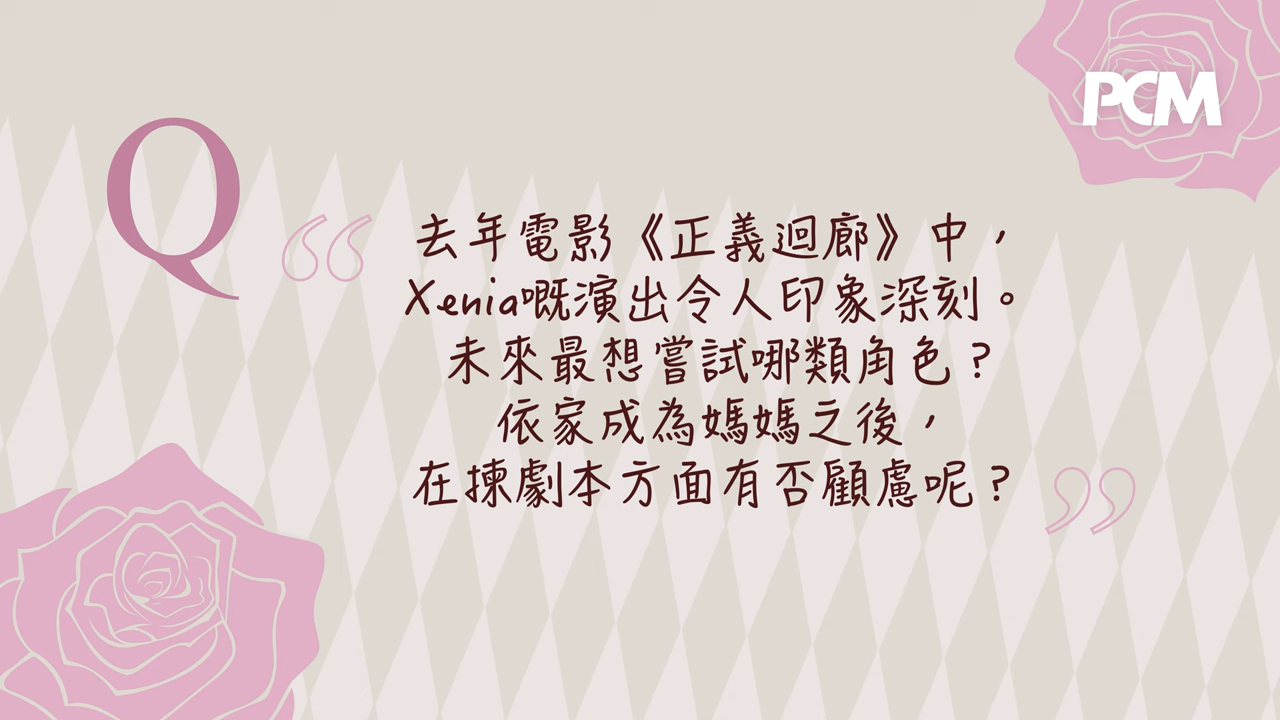 PCM
Q
“去年電影《正義迴廊》中，
Xenia嘅演出令人印象深刻。
未來最想嘗試哪類角色？
依家成為媽媽之後，
在揀劇本方面有否顧慮呢？”